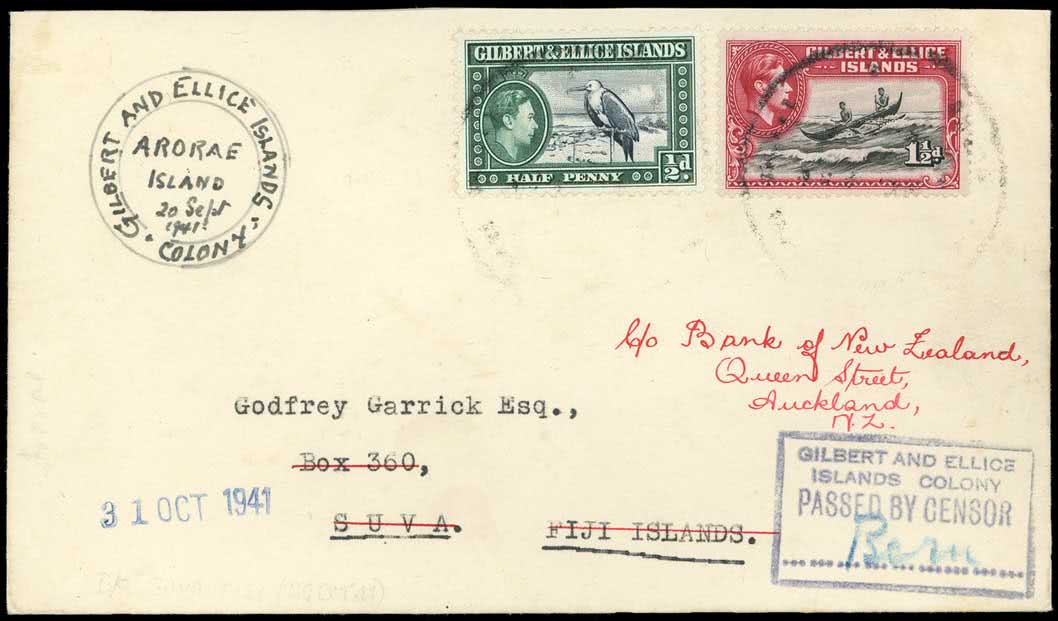 GILBERT AND ELLICE ISLANDS
COLONY
ARORAE
ISLAND
20 Sept
1941
GILBERT & ELLICE ISLANDS
HALF PENNY
½d.
GILBERT & ELLICE
ISLANDS
1½d
c/o Bank of New Zealand,
Queen Street,
Auckland,
N.Z.
Godfrey Garrick Esq.,
Box 360,
SUVA.
FIJI ISLANDS.
31 OCT 1941
GILBERT AND ELLICE
ISLANDS COLONY
PASSED BY CENSOR